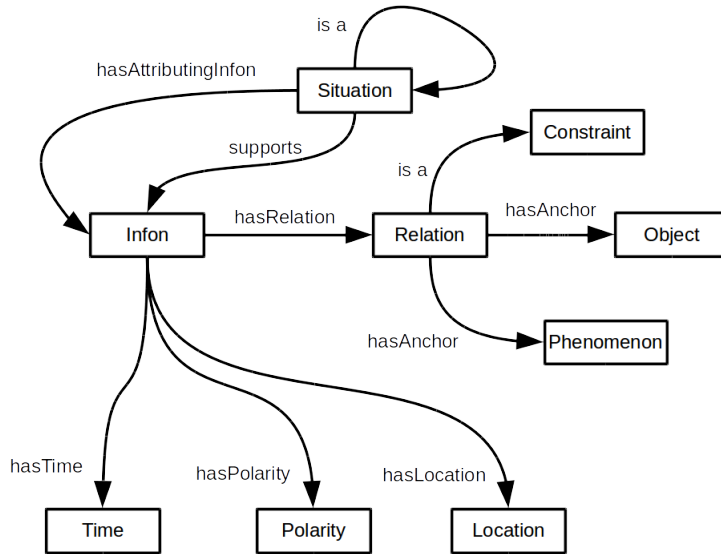 is a
hasAttributingInfon
Situation
Constraint
supports
is a
hasRelation
hasAnchor
Infon
Relation
Object
hasAnchor
Phenomenon
hasTime
hasPolarity
hasLocation
Time
Polarity
Location